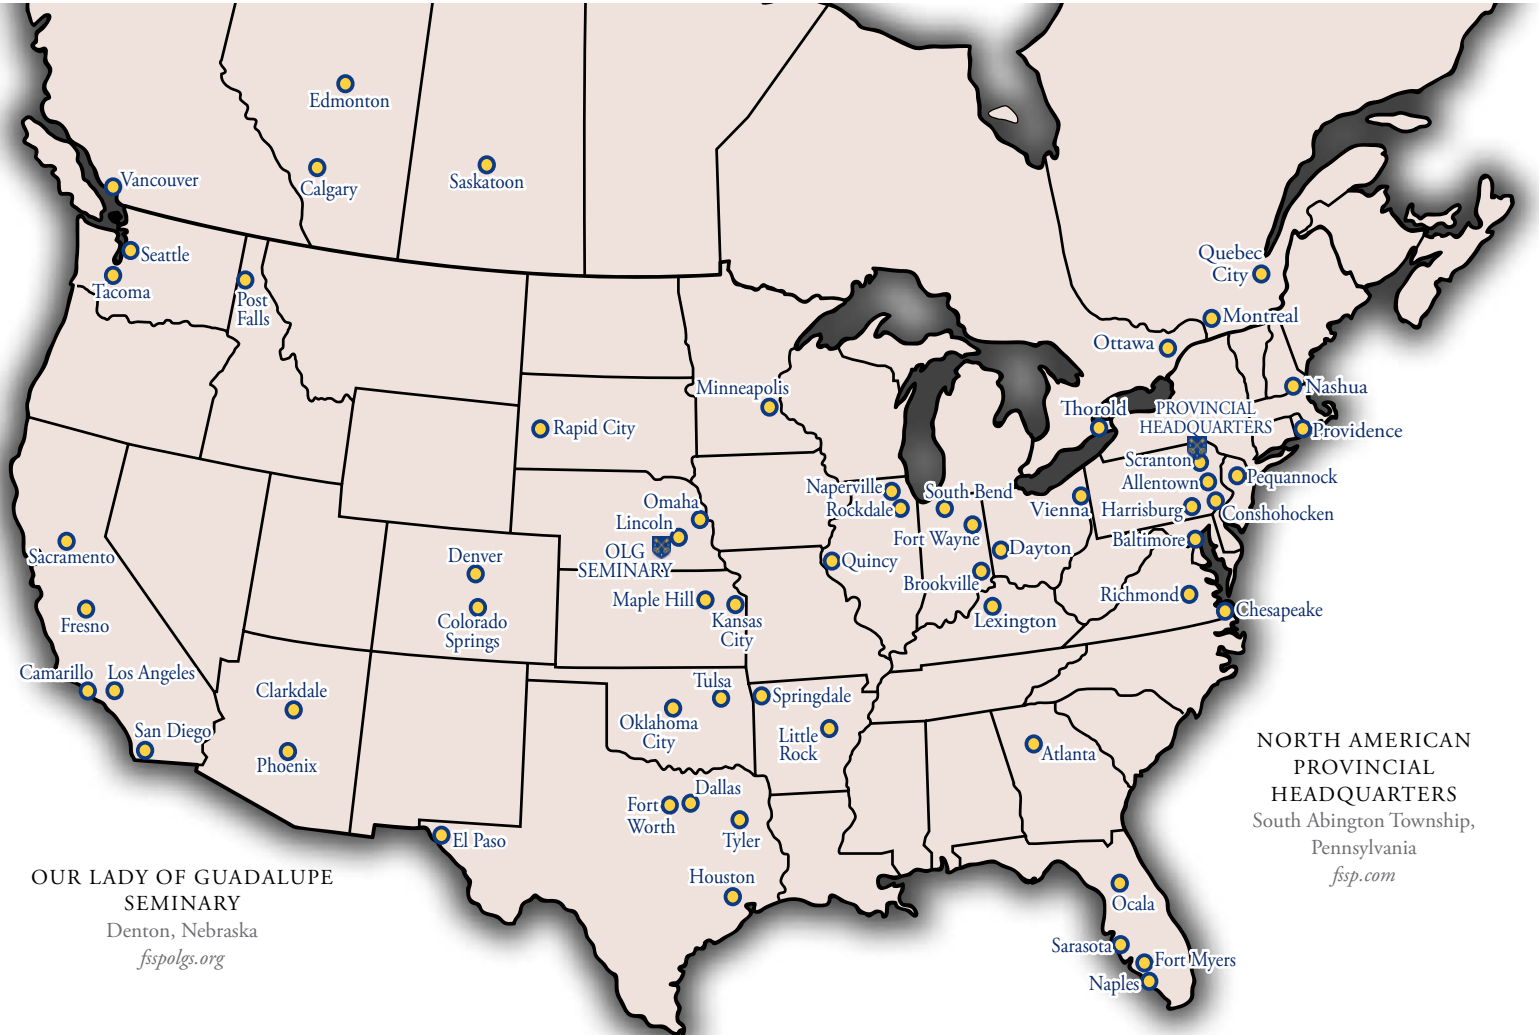 Edmonton
Calgary
Saskatoon
Vancouver
Seattle
Tacoma
Post
Falls
Quebec
City
Montreal
Ottawa
Nashua
Thorold
PROVINCIAL
HEADQUARTERS
Providence
Minneapolis
Rapid City
Scranton
Pequannock
Allentown
Harrisburg
Conshohocken
Vienna
Baltimore
Naperville
Rockdale
South Bend
Fort Wayne
Dayton
Omaha
Lincoln
OLG
SEMINARY
Quincy
Brookville
Richmond
Chesapeake
Lexington
Sacramento
Denver
Fresno
Colorado
Springs
Maple Hill
Kansas
City
Camarillo
Los Angeles
Clarkdale
San Diego
Phoenix
Tulsa
Oklahoma
City
Springdale
Little
Rock
Atlanta
Fort
Worth
Dallas
Tyler
El Paso
Houston
Ocala
Sarasota
Fort Myers
Naples
NORTH AMERICAN
PROVINCIAL
HEADQUARTERS
South Abington Township,
Pennsylvania
fssp.com
OUR LADY OF GUADALUPE
SEMINARY
Denton, Nebraska
fsspolgs.org